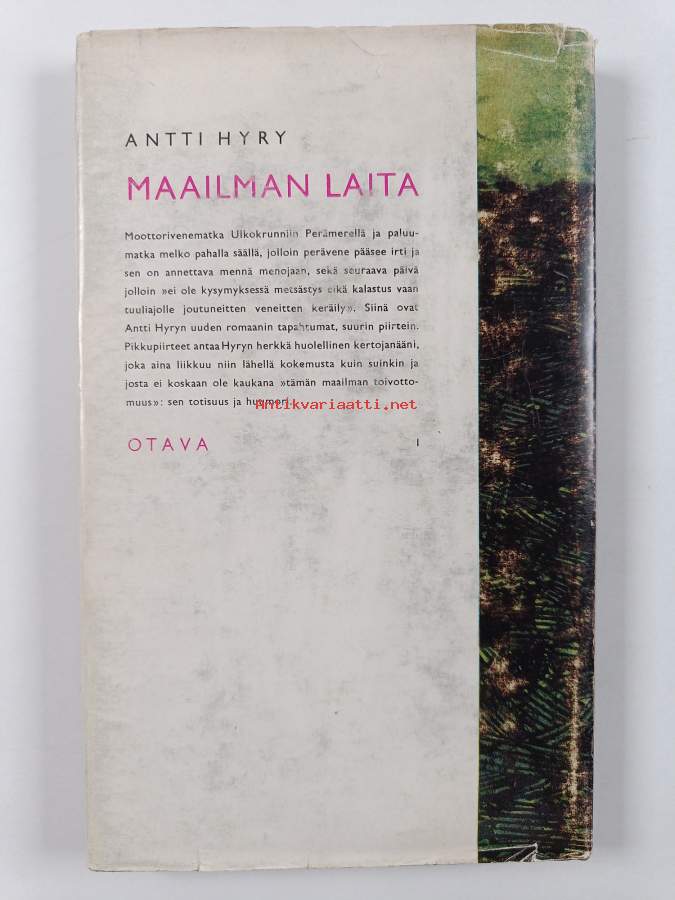 ANTTI HYRY
MAAILMAN LAITA
Moottorivenematka Ulkokrunniin Perämerellä ja paluu-
matka melko pahalla säällä, jolloin perävene pääsee irti ja
sen on annettava mennä menojaan, sekä seuraava päivä
jolloin »ei ole kysymyksessä metsästys eikä kalastus vaan
tuuliajolle joutuneitten veneitten keräily». Siinä ovat
Antti Hyryn uuden romaanin tapahtumat, suurin piirtein.
Pikkupiirteet antaa Hyryn herkkä huolellinen kertojanääni,
joka aina liikkuu niin lähellä kokemusta kuin suinkin ja
josta ei koskaan ole kaukana »tämän maailman toivotto-
muus»: sen totisuus ja huumori.
Antikvariaatti.net
OTAVA
I